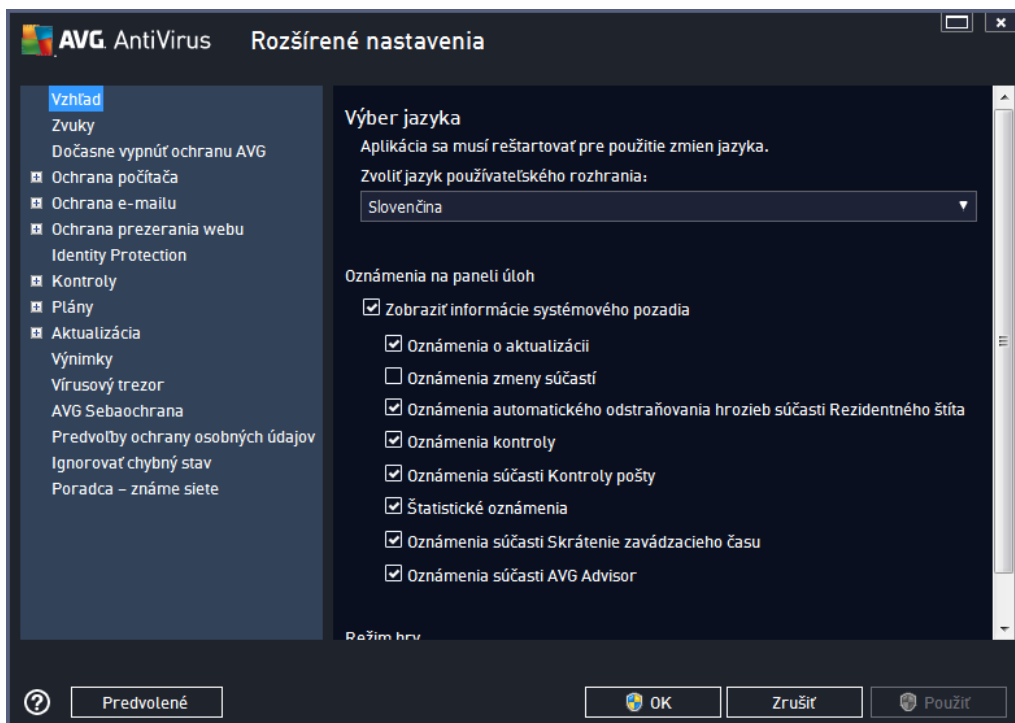 AVG AntiVirus Rozšírené nastavenia
Vzhľad
Zvuky
Dočasne vypnúť ochranu AVG
Ochrana počítača
Ochrana e-mailu
Ochrana prezerania webu
Identity Protection
Kontroly
Plány
Aktualizácia
Výnimky
Vírusový trezor
AVG Sebaochrana
Predvoľby ochrany osobných údajov
Ignorovať chybný stav
Poradca – známe siete
Výber jazyka
Aplikácia sa musí reštartovať pre použitie zmien jazyka.
Zvoliť jazyk používateľského rozhrania:
Slovenčina
Oznámenia na paneli úloh
Zobraziť informácie systémového pozadia
Oznámenia o aktualizácii
Oznámenia zmeny súčastí
Oznámenia automatického odstraňovania hrozieb súčasti Rezidentného štíta
Oznámenia kontroly
Oznámenia súčasti Kontroly pošty
Štatistické oznámenia
Oznámenia súčasti Skrátenie zavádzacieho času
Oznámenia súčasti AVG Advisor
Režim hry
Predvolené
OK
Zrušiť
Použiť